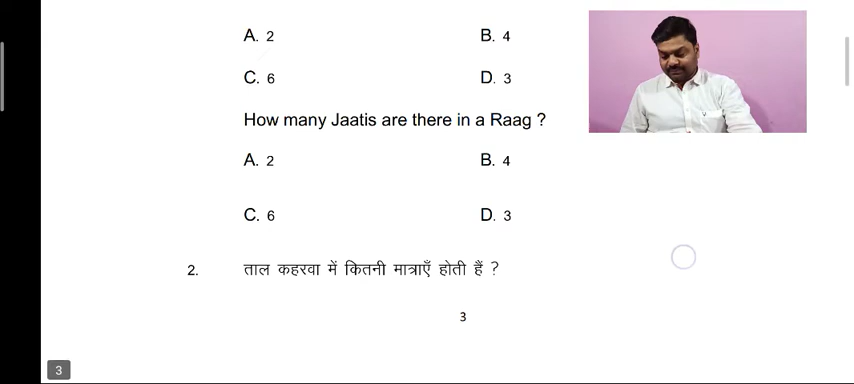 A. 2 B. 4
C. 6 D. 3
How many Jaatis are there in a Raag ?
A. 2 B. 4
C. 6 D. 3
2. ताल कहरवा में कितनी मात्राएँ होती हैं ?
3
3